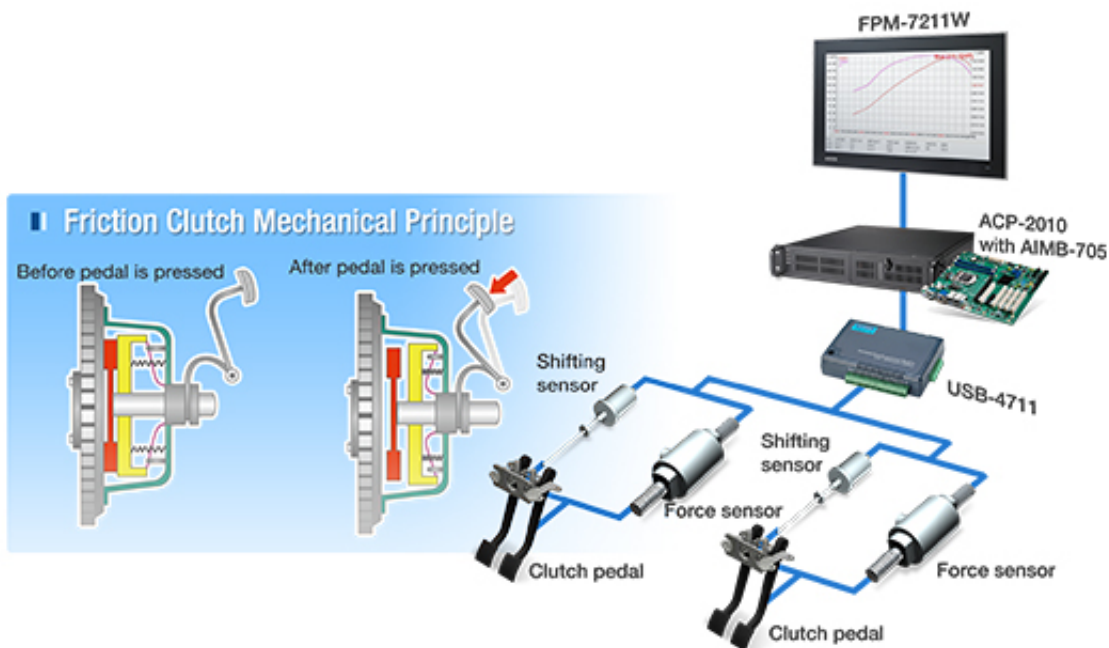 FPM-7211W
ACP-2010
with AIMB-705
Friction Clutch Mechanical Principle
Before pedal is pressed
After pedal is pressed
USB-4711
Shifting
sensor
Shifting
sensor
Force sensor
Clutch pedal
Force sensor
Clutch pedal